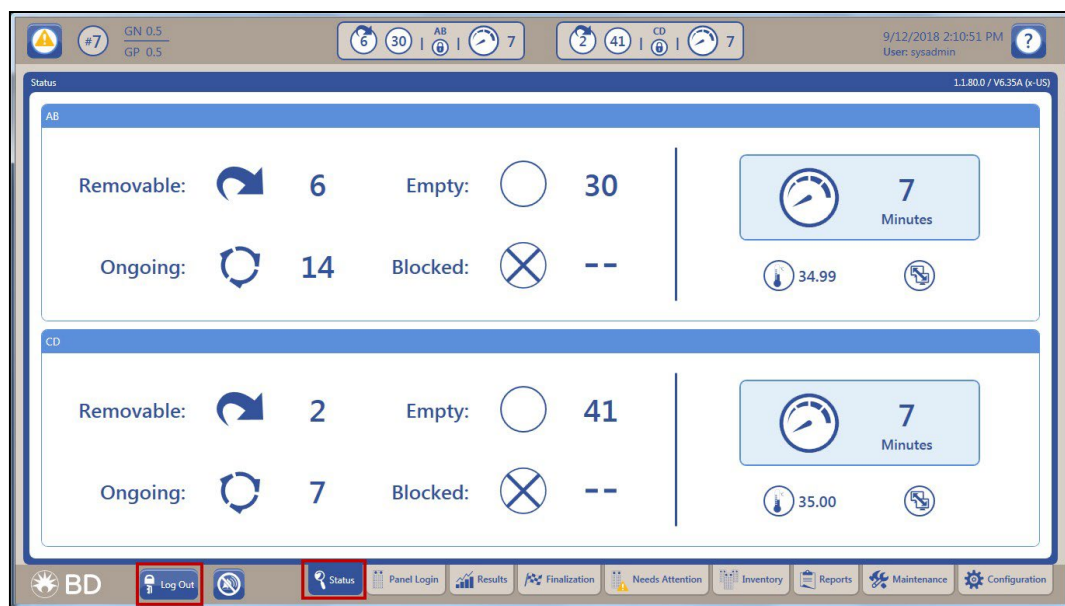 #7
GN 0.5
GP 0.5
6 30 | AB | 7
2 41 | CD | 7
9/12/2018 2:10:51 PM
User: sysadmin
?
Status
1.1.80.0 / V6.35A (x-US)
AB
Removable: 6 Empty: 30
7
Minutes
Ongoing: 14 Blocked: --
34.99
CD
Removable: 2 Empty: 41
7
Minutes
Ongoing: 7 Blocked: --
35.00
BD Log Out Status Panel Login Results Finalization Needs Attention Inventory Reports Maintenance Configuration